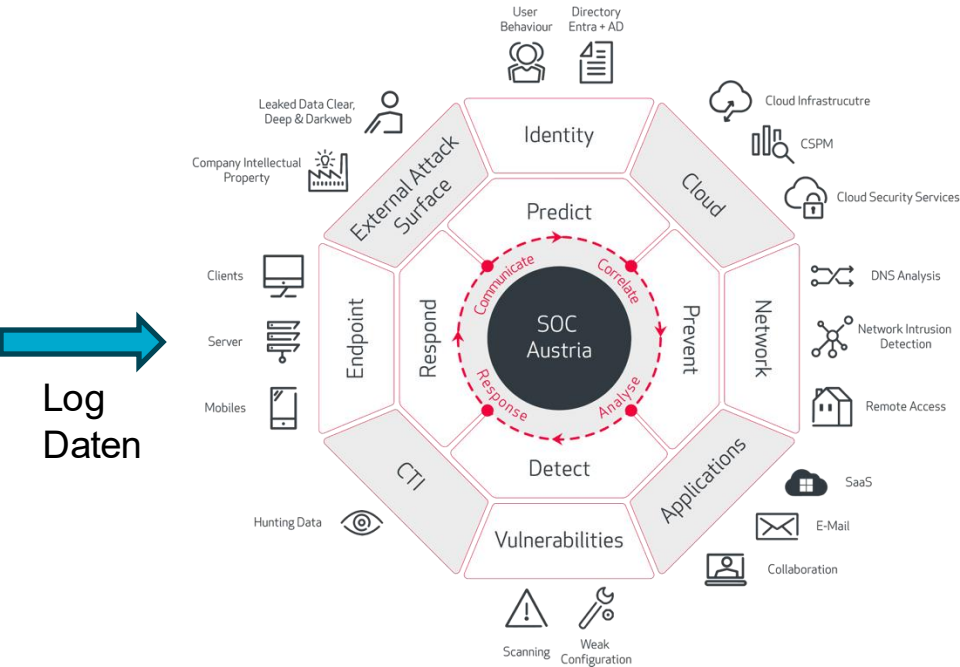 User
Behaviour
Directory
Entra + AD
Leaked Data Clear,
Deep & Darkweb
Company Intellectual
Property
External Attack
Surface
Identity
Cloud
Cloud Infrastrucutre
CSPM
Cloud Security Services
Predict
Communicate
Correlate
Clients
Server
Mobiles
Endpoint
Respond
SOC
Austria
Prevent
Network
DNS Analysis
Network Intrusion
Detection
Remote Access
Log
Daten
Response
Analyse
Detect
CTI
Hunting Data
Vulnerabilities
Applications
SaaS
E-Mail
Collaboration
Scanning
Weak
Configuration